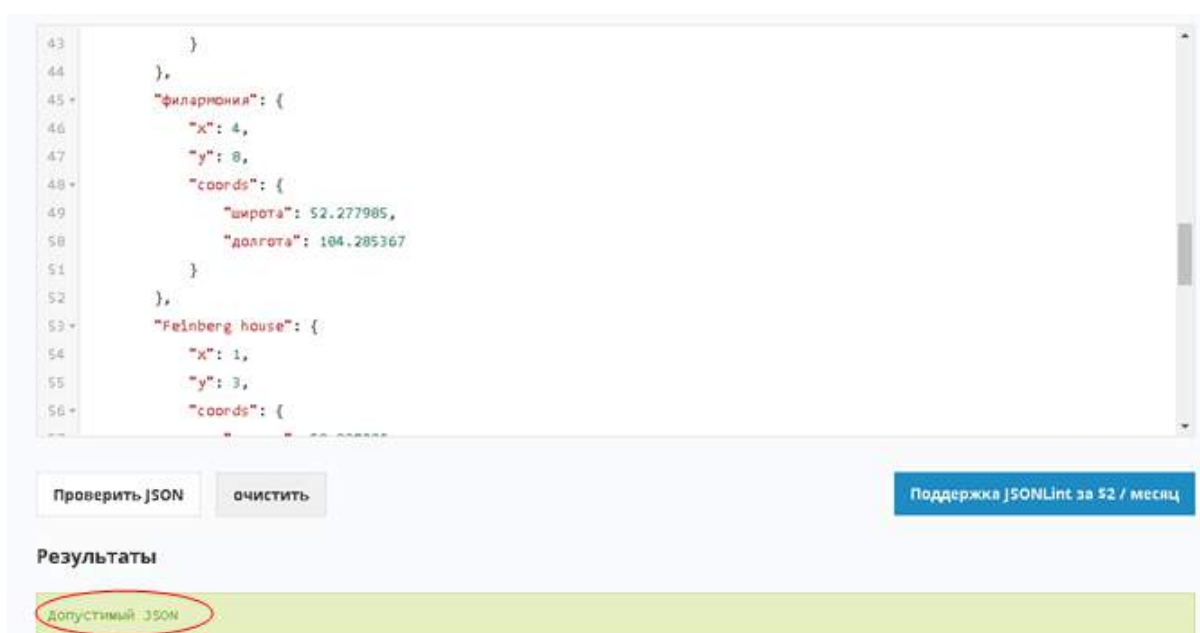 43 }
44 },
45 "филармония": {
46 "x": 4,
47 "y": 8,
48 "coords": {
49 "широта": 52.277905,
50 "долгота": 104.285367
51 }
52 },
53 "Feinberg house": {
54 "x": 1,
55 "y": 3,
56 "coords": {
Проверить JSON очистить Поддержка JSONLint за $2 / месяц
Результаты
Допустимый JSON